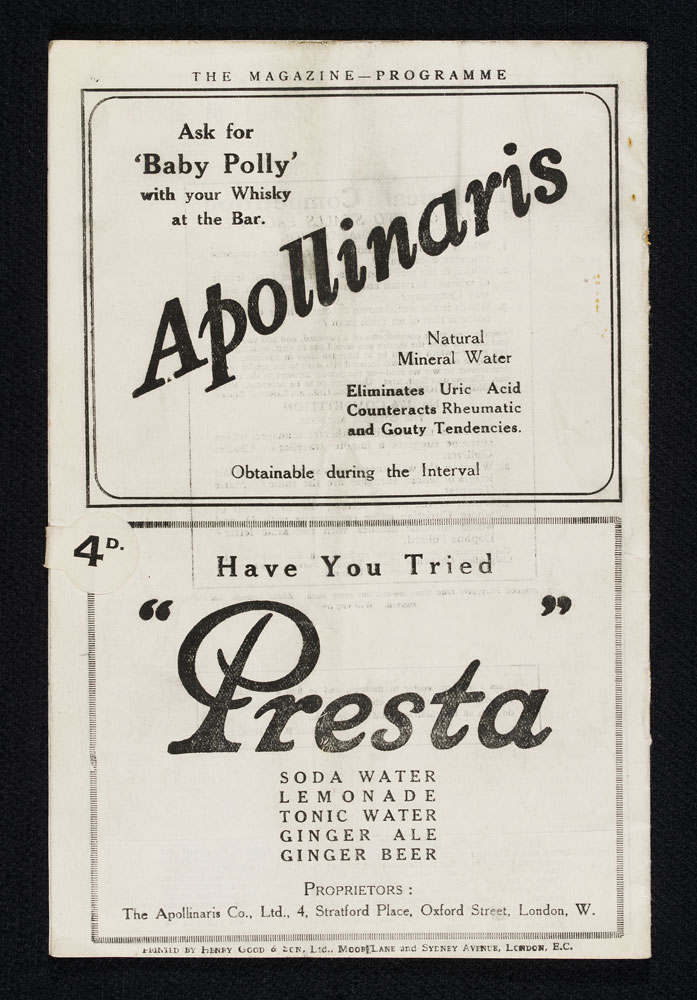 THE MAGAZINE—PROGRAMME
Ask for
'Baby Polly'
with your Whisky
at the Bar.
Apollinaris
Natural
Mineral Water
Eliminates Uric Acid
Counteracts Rheumatic
and Gouty Tendencies.
Obtainable during the Interval
4D.
Have You Tried
"Presta"
SODA WATER
LEMONADE
TONIC WATER
GINGER ALE
GINGER BEER
PROPRIETORS :
The Apollinaris Co., Ltd., 4, Stratford Place, Oxford Street, London, W.
PRINTED BY HENRY GOOD & SON, Ltd., MOOR LANE and SYDNEY AVENUE, LONDON, E.C.